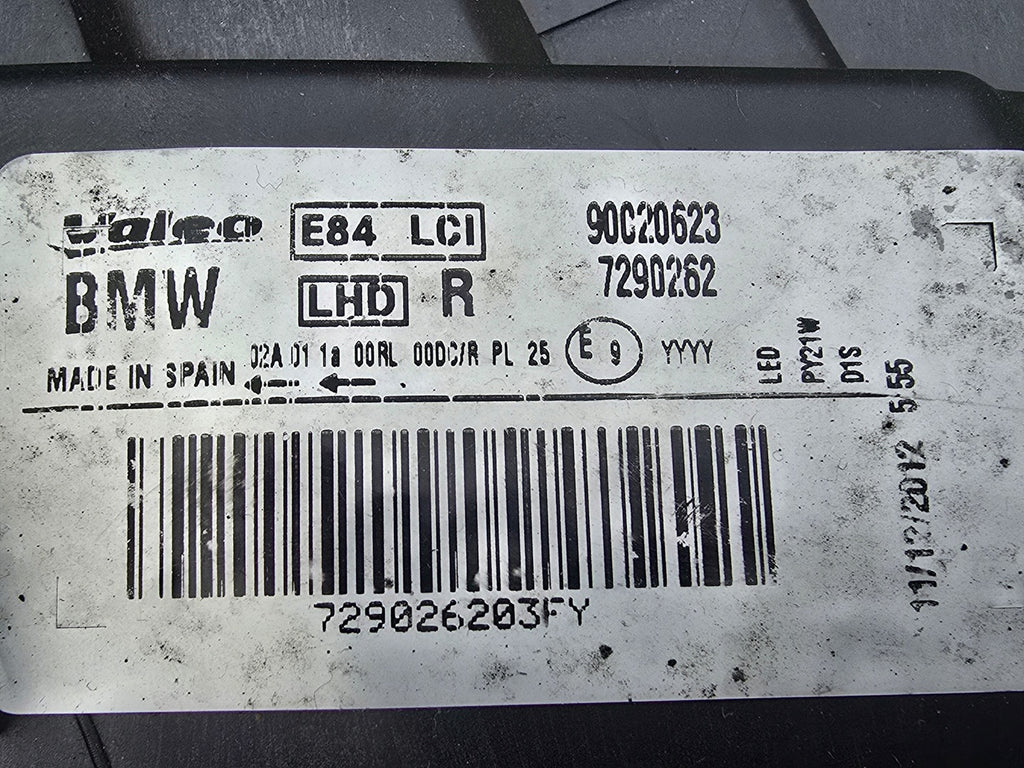 Valeo E84 LCI 90020623
BMW LHD R 7290262
MADE IN SPAIN 02A 01 1a 00RL 00DC/R PL 25 E 9 YYYY
LED
PY21W
D1S
11/12/2012 5.55
729026203FY